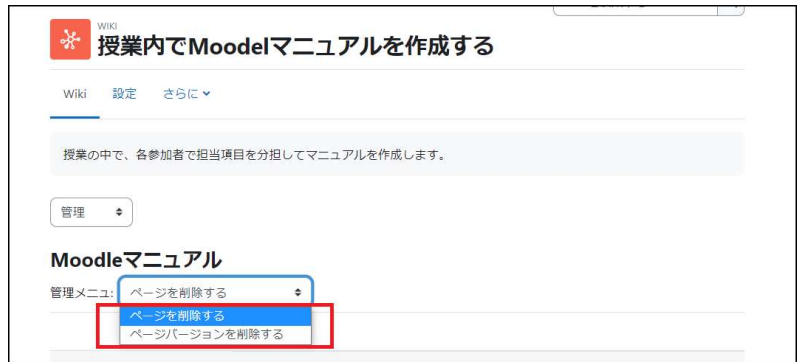 WIKI
授業内でMoodelマニュアルを作成する
Wiki 設定 さらに
授業の中で、各参加者で担当項目を分担してマニュアルを作成します。
管理
Moodleマニュアル
管理メニュ: ページを削除する
ページを削除する
ページバージョンを削除する